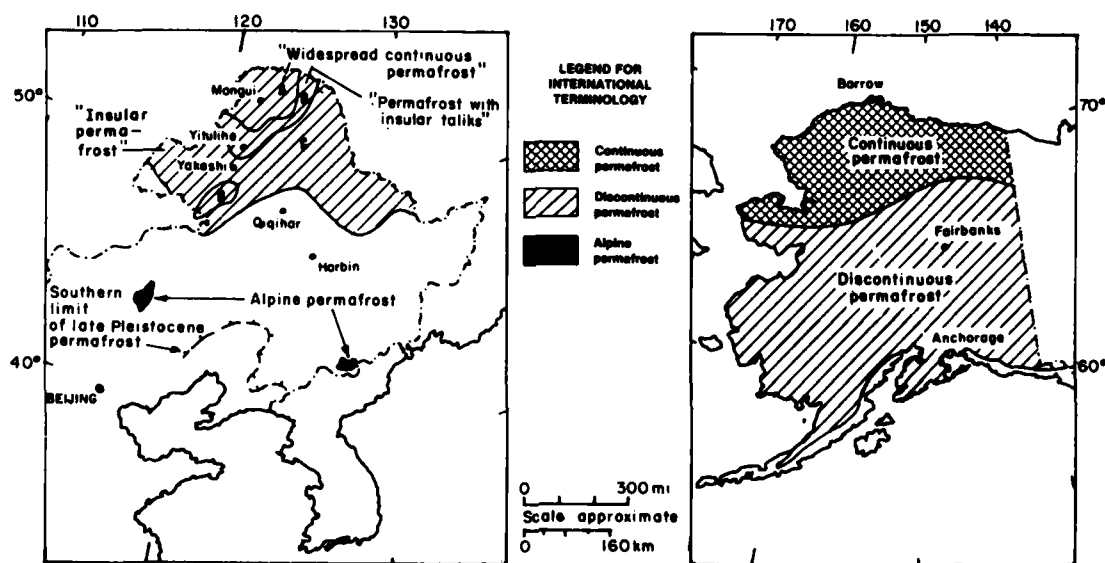 110
120
130
"Widespread continuous
permafrost"
50°
Mangui
"Permafrost with
insular taliks"
"Insular
perma-
frost"
Yitulihe
Yakeshi
Qiqihar
Harbin
Southern
limit
of late Pleistocene
permafrost
Alpine permafrost
40°
BEIJING
LEGEND FOR
INTERNATIONAL
TERMINOLOGY
Continuous
permafrost
Discontinuous
permafrost
Alpine
permafrost
0 300 mi
Scale approximate
0 160 km
170
160
150
140
Barrow
70°
Continuous
permafrost
Fairbanks
Discontinuous
permafrost
Anchorage
60°